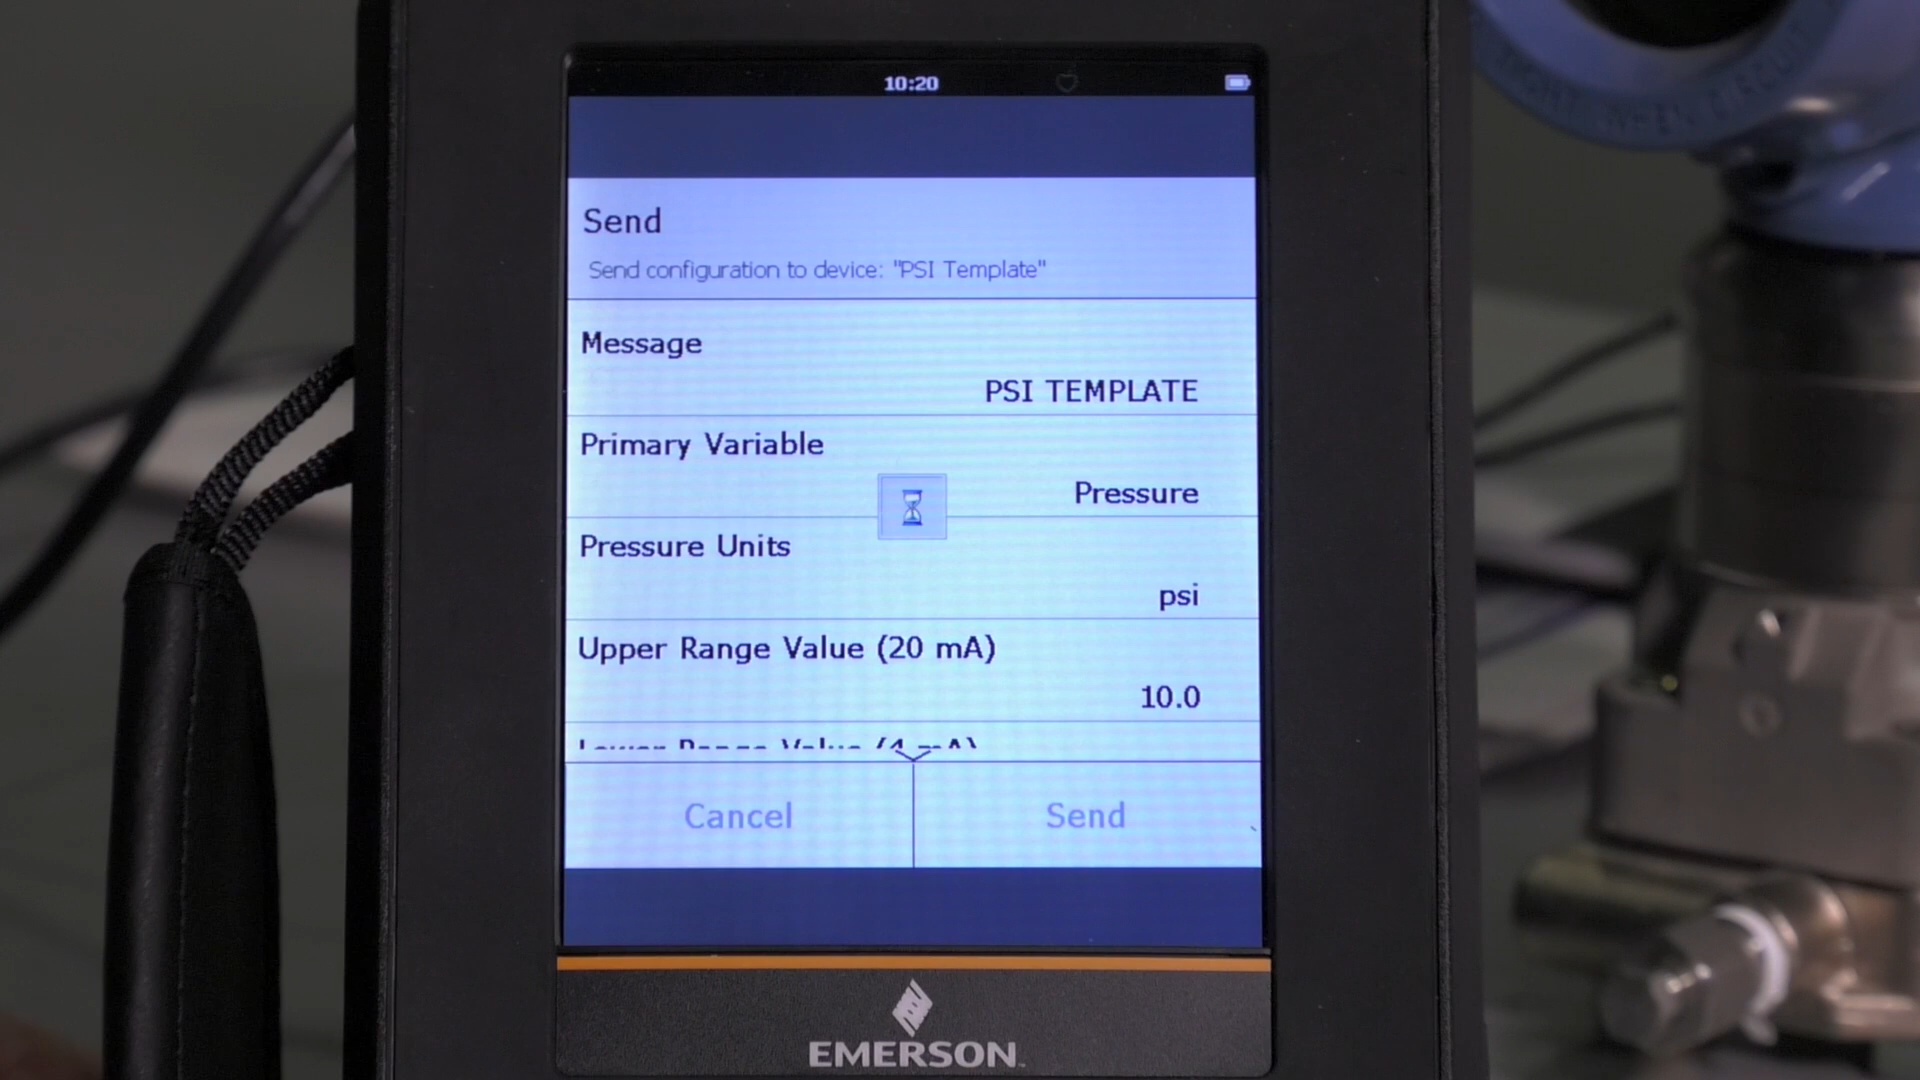 10:20
Send
Send configuration to device: "PSI Template"
Message
PSI TEMPLATE
Primary Variable
Pressure
Pressure Units
psi
Upper Range Value (20 mA)
10.0
Lower Range Value (4 mA)
Cancel
Send
EMERSON